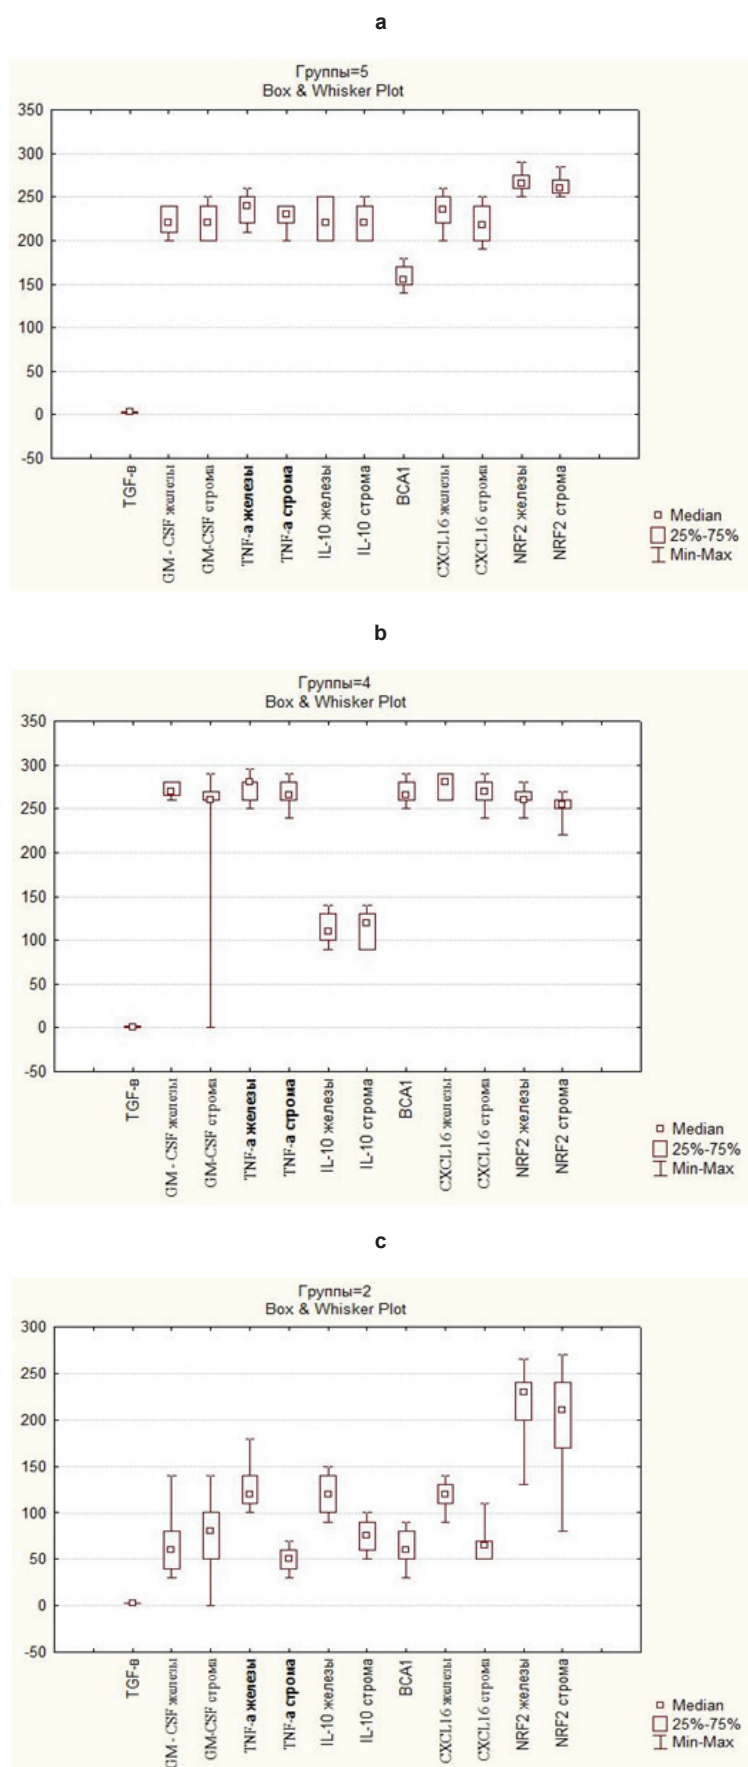 a
Группы=5
Box & Whisker Plot
350
300
250
200
150
100
50
0
-50
TGF-в
GM - CSF железы
GM-CSF строма
TNF-а железы
TNF-а строма
IL-10 железы
IL-10 строма
BCA1
CXCL16 железы
CXCL16 строма
NRF2 железы
NRF2 строма
Median
25%-75%
Min-Max
b
Группы=4
Box & Whisker Plot
350
300
250
200
150
100
50
0
-50
TGF-в
GM - CSF железы
GM-CSF строма
TNF-а железы
TNF-а строма
IL-10 железы
IL-10 строма
BCA1
CXCL16 железы
CXCL16 строма
NRF2 железы
NRF2 строма
Median
25%-75%
Min-Max
c
Группы=2
Box & Whisker Plot
300
250
200
150
100
50
0
-50
TGF-в
GM - CSF железы
GM-CSF строма
TNF-а железы
TNF-а строма
IL-10 железы
IL-10 строма
BCA1
CXCL16 железы
CXCL16 строма
NRF2 железы
NRF2 строма
Median
25%-75%
Min-Max